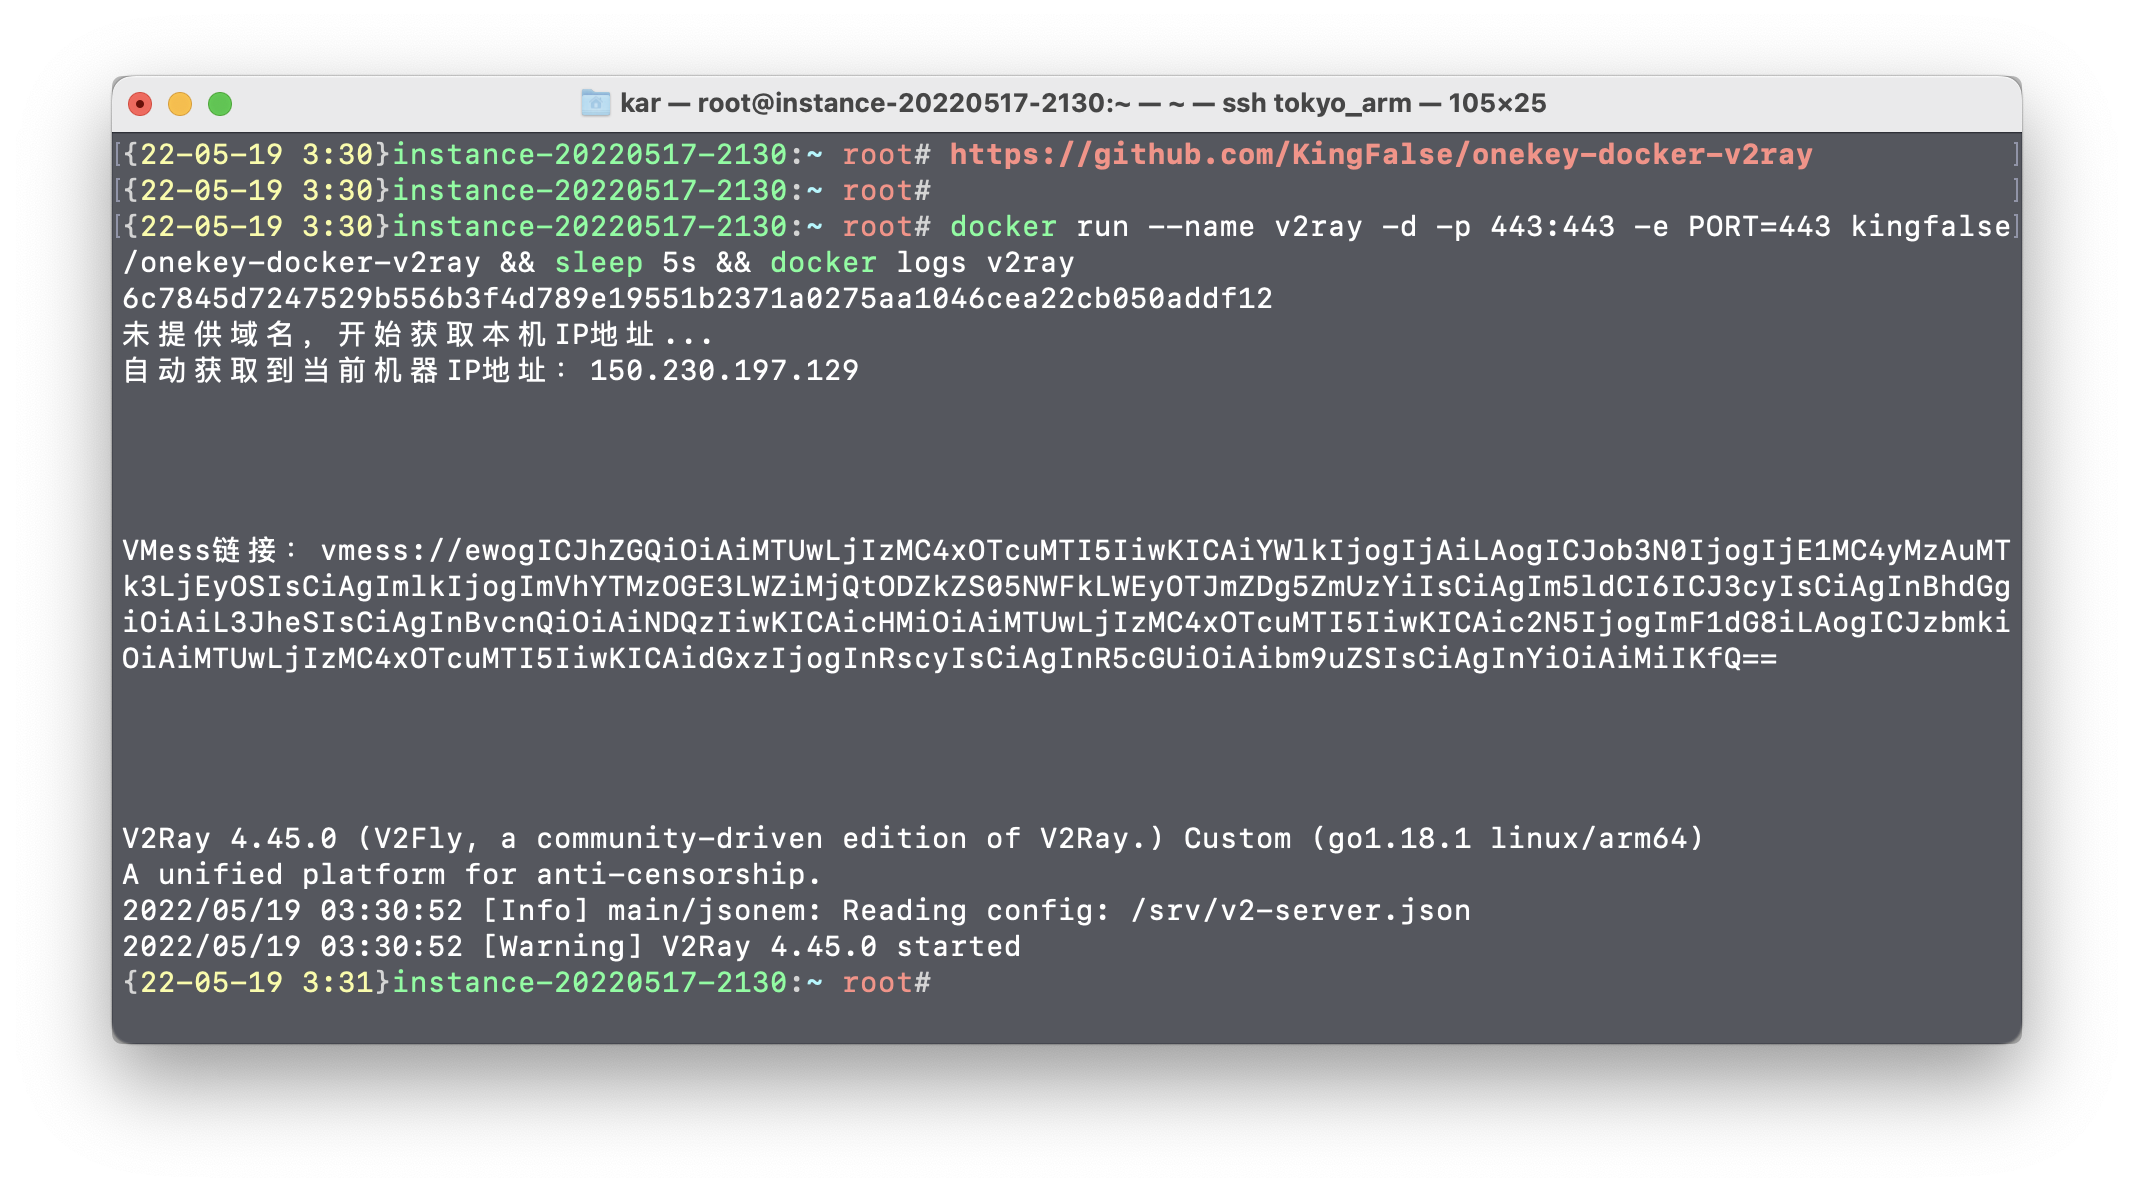 kar — root@instance-20220517-2130:~ — ~ — ssh tokyo_arm — 105×25
[{22-05-19 3:30}instance-20220517-2130:~ root# https://github.com/KingFalse/onekey-docker-v2ray ]
[{22-05-19 3:30}instance-20220517-2130:~ root# ]
[{22-05-19 3:30}instance-20220517-2130:~ root# docker run --name v2ray -d -p 443:443 -e PORT=443 kingfalse]
/onekey-docker-v2ray && sleep 5s && docker logs v2ray
6c7845d7247529b556b3f4d789e19551b2371a0275aa1046cea22cb050addf12
未提供域名，开始获取本机IP地址...
自动获取到当前机器IP地址：150.230.197.129
VMess链接：vmess://ewogICJhZGQiOiAiMTUwLjIzMC4xOTcuMTI5IiwKICAiYWlkIjogIjAiLAogICJob3N0IjogIjE1MC4yMzAuMT
k3LjEyOSIsCiAgImlkIjogImVhYTMzOGE3LWZiMjQtODZkZS05NWFkLWEyOTJmZDg5ZmUzYiIsCiAgIm5ldCI6ICJ3cyIsCiAgInBhdGg
iOiAiL3JheSIsCiAgInBvcnQiOiAiNDQzIiwKICAicHMiOiAiMTUwLjIzMC4xOTcuMTI5IiwKICAic2N5IjogImF1dG8iLAogICJzbmki
OiAiMTUwLjIzMC4xOTcuMTI5IiwKICAidGxzIjogInRscyIsCiAgInR5cGUiOiAibm9uZSIsCiAgInYiOiAiMiIKfQ==
V2Ray 4.45.0 (V2Fly, a community-driven edition of V2Ray.) Custom (go1.18.1 linux/arm64)
A unified platform for anti-censorship.
2022/05/19 03:30:52 [Info] main/jsonem: Reading config: /srv/v2-server.json
2022/05/19 03:30:52 [Warning] V2Ray 4.45.0 started
{22-05-19 3:31}instance-20220517-2130:~ root#